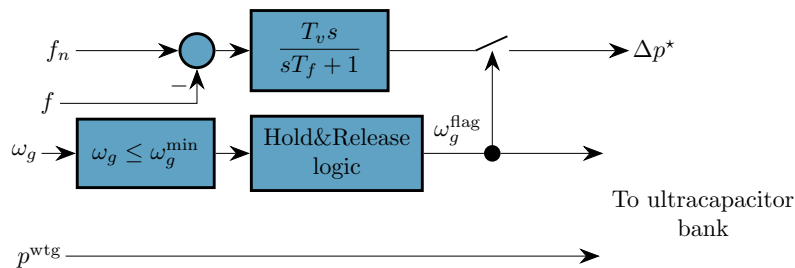 f_n
T_v s
sT_f + 1
Δp⋆
−
f
ω_g
ω_g ≤ ω_g^min
Hold&Release
logic
ω_g^flag
To ultracapacitor
bank
p^wtg